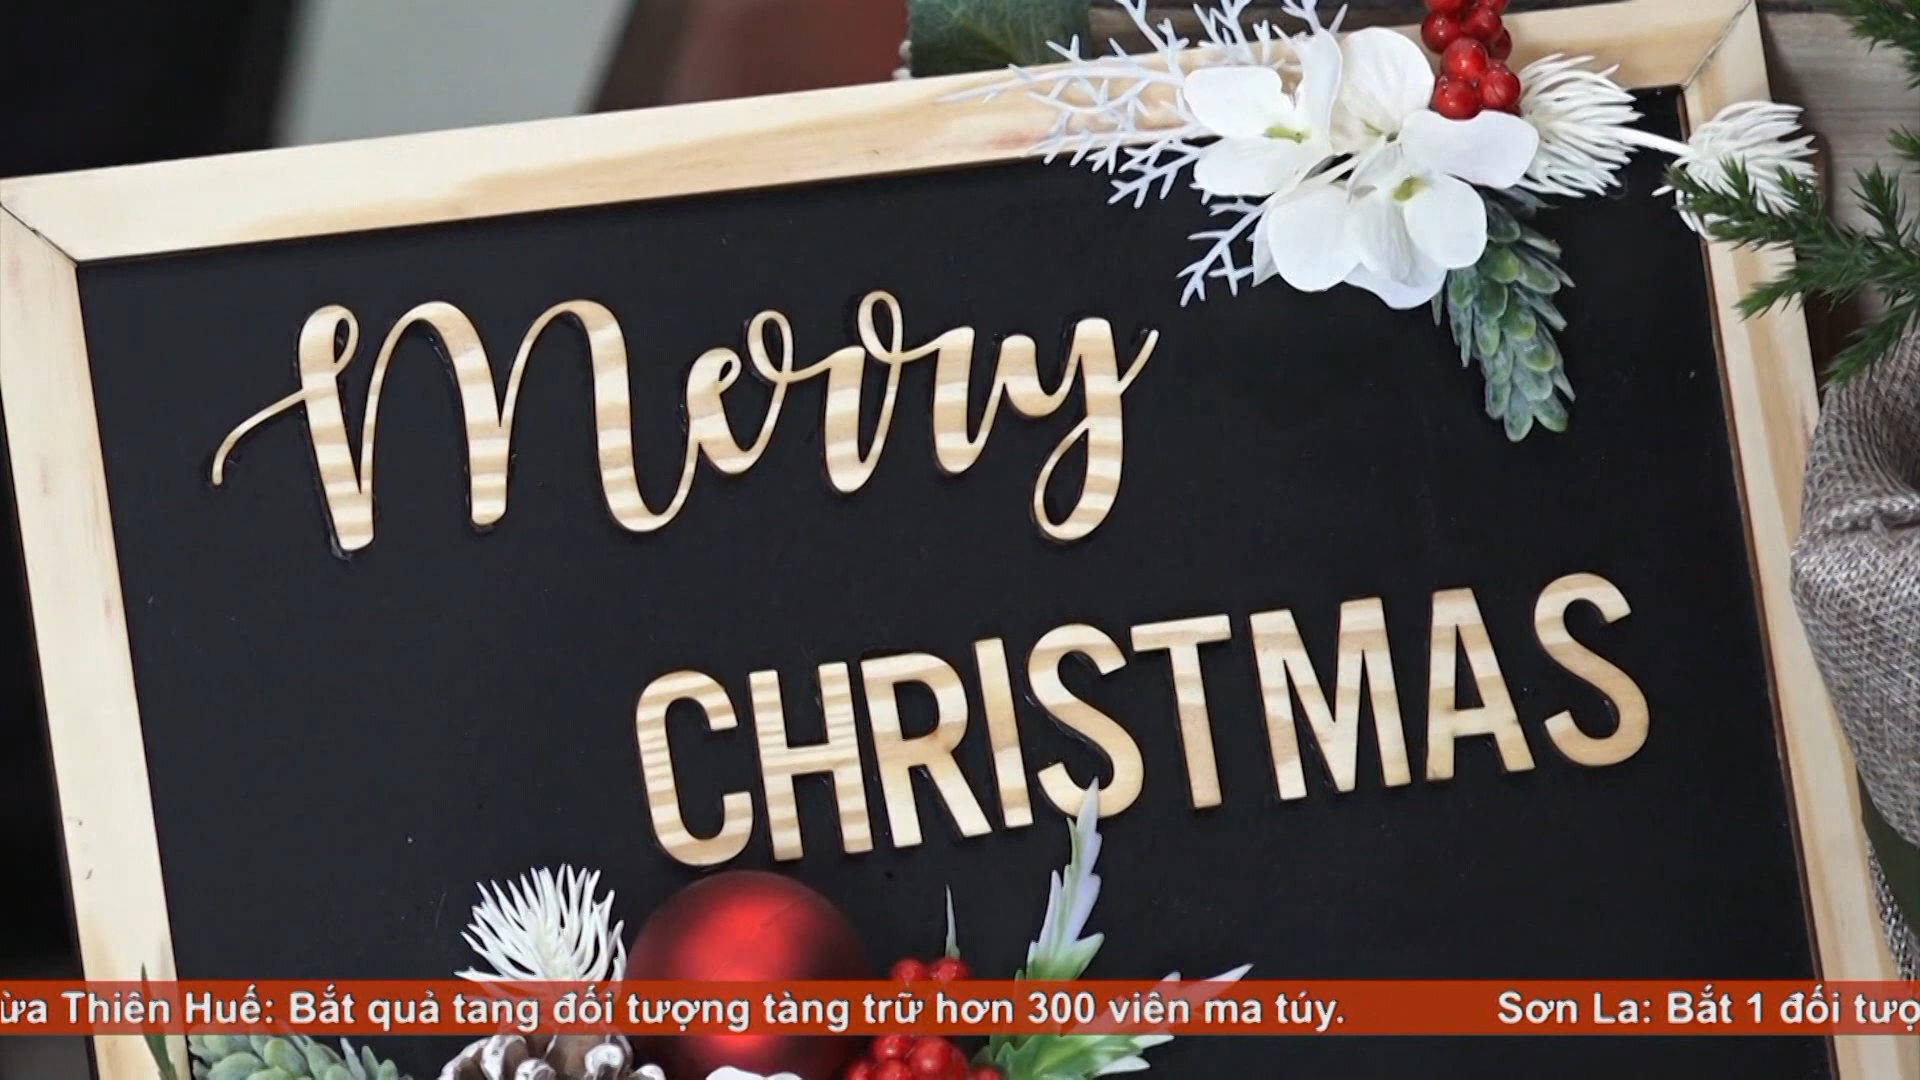 Merry
CHRISTMAS
ừa Thiên Huế: Bắt quả tang đối tượng tàng trữ hơn 300 viên ma túy. Sơn La: Bắt 1 đối tượ